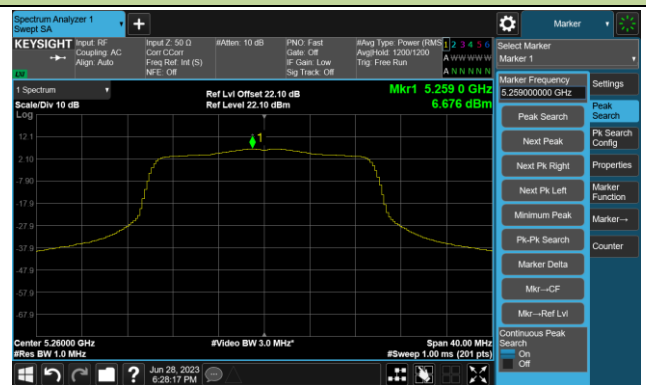 Spectrum Analyzer 1
Swept SA
Marker
KEYSIGHT
Input: RF
Coupling: AC
Align: Auto
Input Z: 50 Ω
Corr CCorr
Freq Ref: Int (S)
NFE: Off
#Atten: 10 dB
PNO: Fast
Gate: Off
IF Gain: Low
Sig Track: Off
#Avg Type: Power (RMS
Avg|Hold: 1200/1200
Trig: Free Run
1 2 3 4 5 6
A W W W W W
A N N N N N
Select Marker
Marker 1
1 Spectrum
Scale/Div 10 dB
Log
Ref Lvl Offset 22.10 dB
Ref Level 22.10 dBm
Mkr1 5.259 0 GHz
6.676 dBm
1
12.1
2.10
-7.90
-17.9
-27.9
-37.9
-47.9
-57.9
-67.9
Center 5.26000 GHz
#Res BW 1.0 MHz
#Video BW 3.0 MHz*
Span 40.00 MHz
#Sweep 1.00 ms (201 pts)
Marker Frequency
5.259000000 GHz
Peak Search
Next Peak
Next Pk Right
Next Pk Left
Minimum Peak
Pk-Pk Search
Marker Delta
Mkr→CF
Mkr→Ref Lvl
Continuous Peak
Search
On
Off
Settings
Peak
Search
Pk Search
Config
Properties
Marker
Function
Marker→
Counter
?
Jun 28, 2023
6:28:17 PM